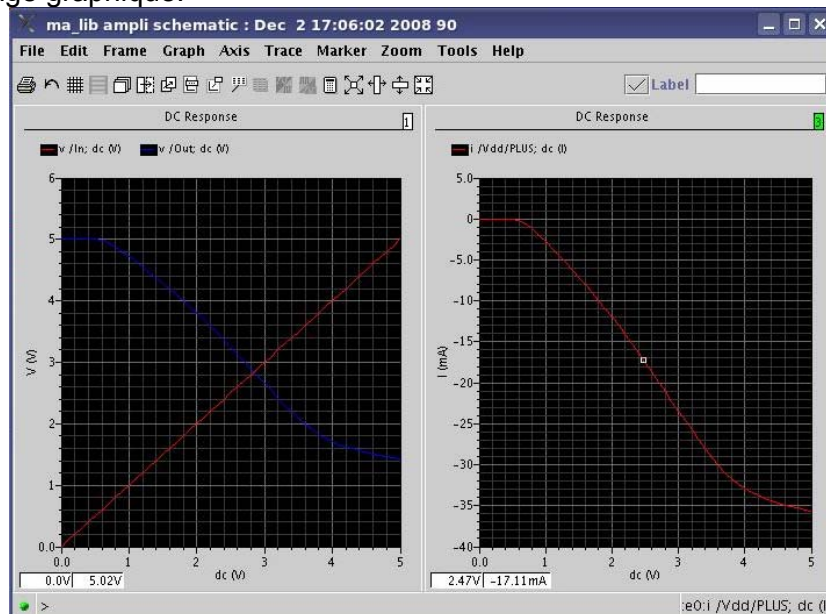 ge graphique.
ma_lib ampli schematic : Dec 2 17:06:02 2008 90
File Edit Frame Graph Axis Trace Marker Zoom Tools Help
Label
DC Response
1
v /In; dc (V) v /Out; dc (V)
6
5
4
3
2
1
0.0
V (V)
0.0 1 2 3 4 5
dc (V)
0.0V 5.02V
DC Response
3
i /Vdd/PLUS; dc (I)
5.0
0
-5.0
-10
-15
-20
-25
-30
-35
-40
I (mA)
0.0 1 2 3 4 5
dc (V)
2.47V -17.11mA
>
:e0:i /Vdd/PLUS; dc (I